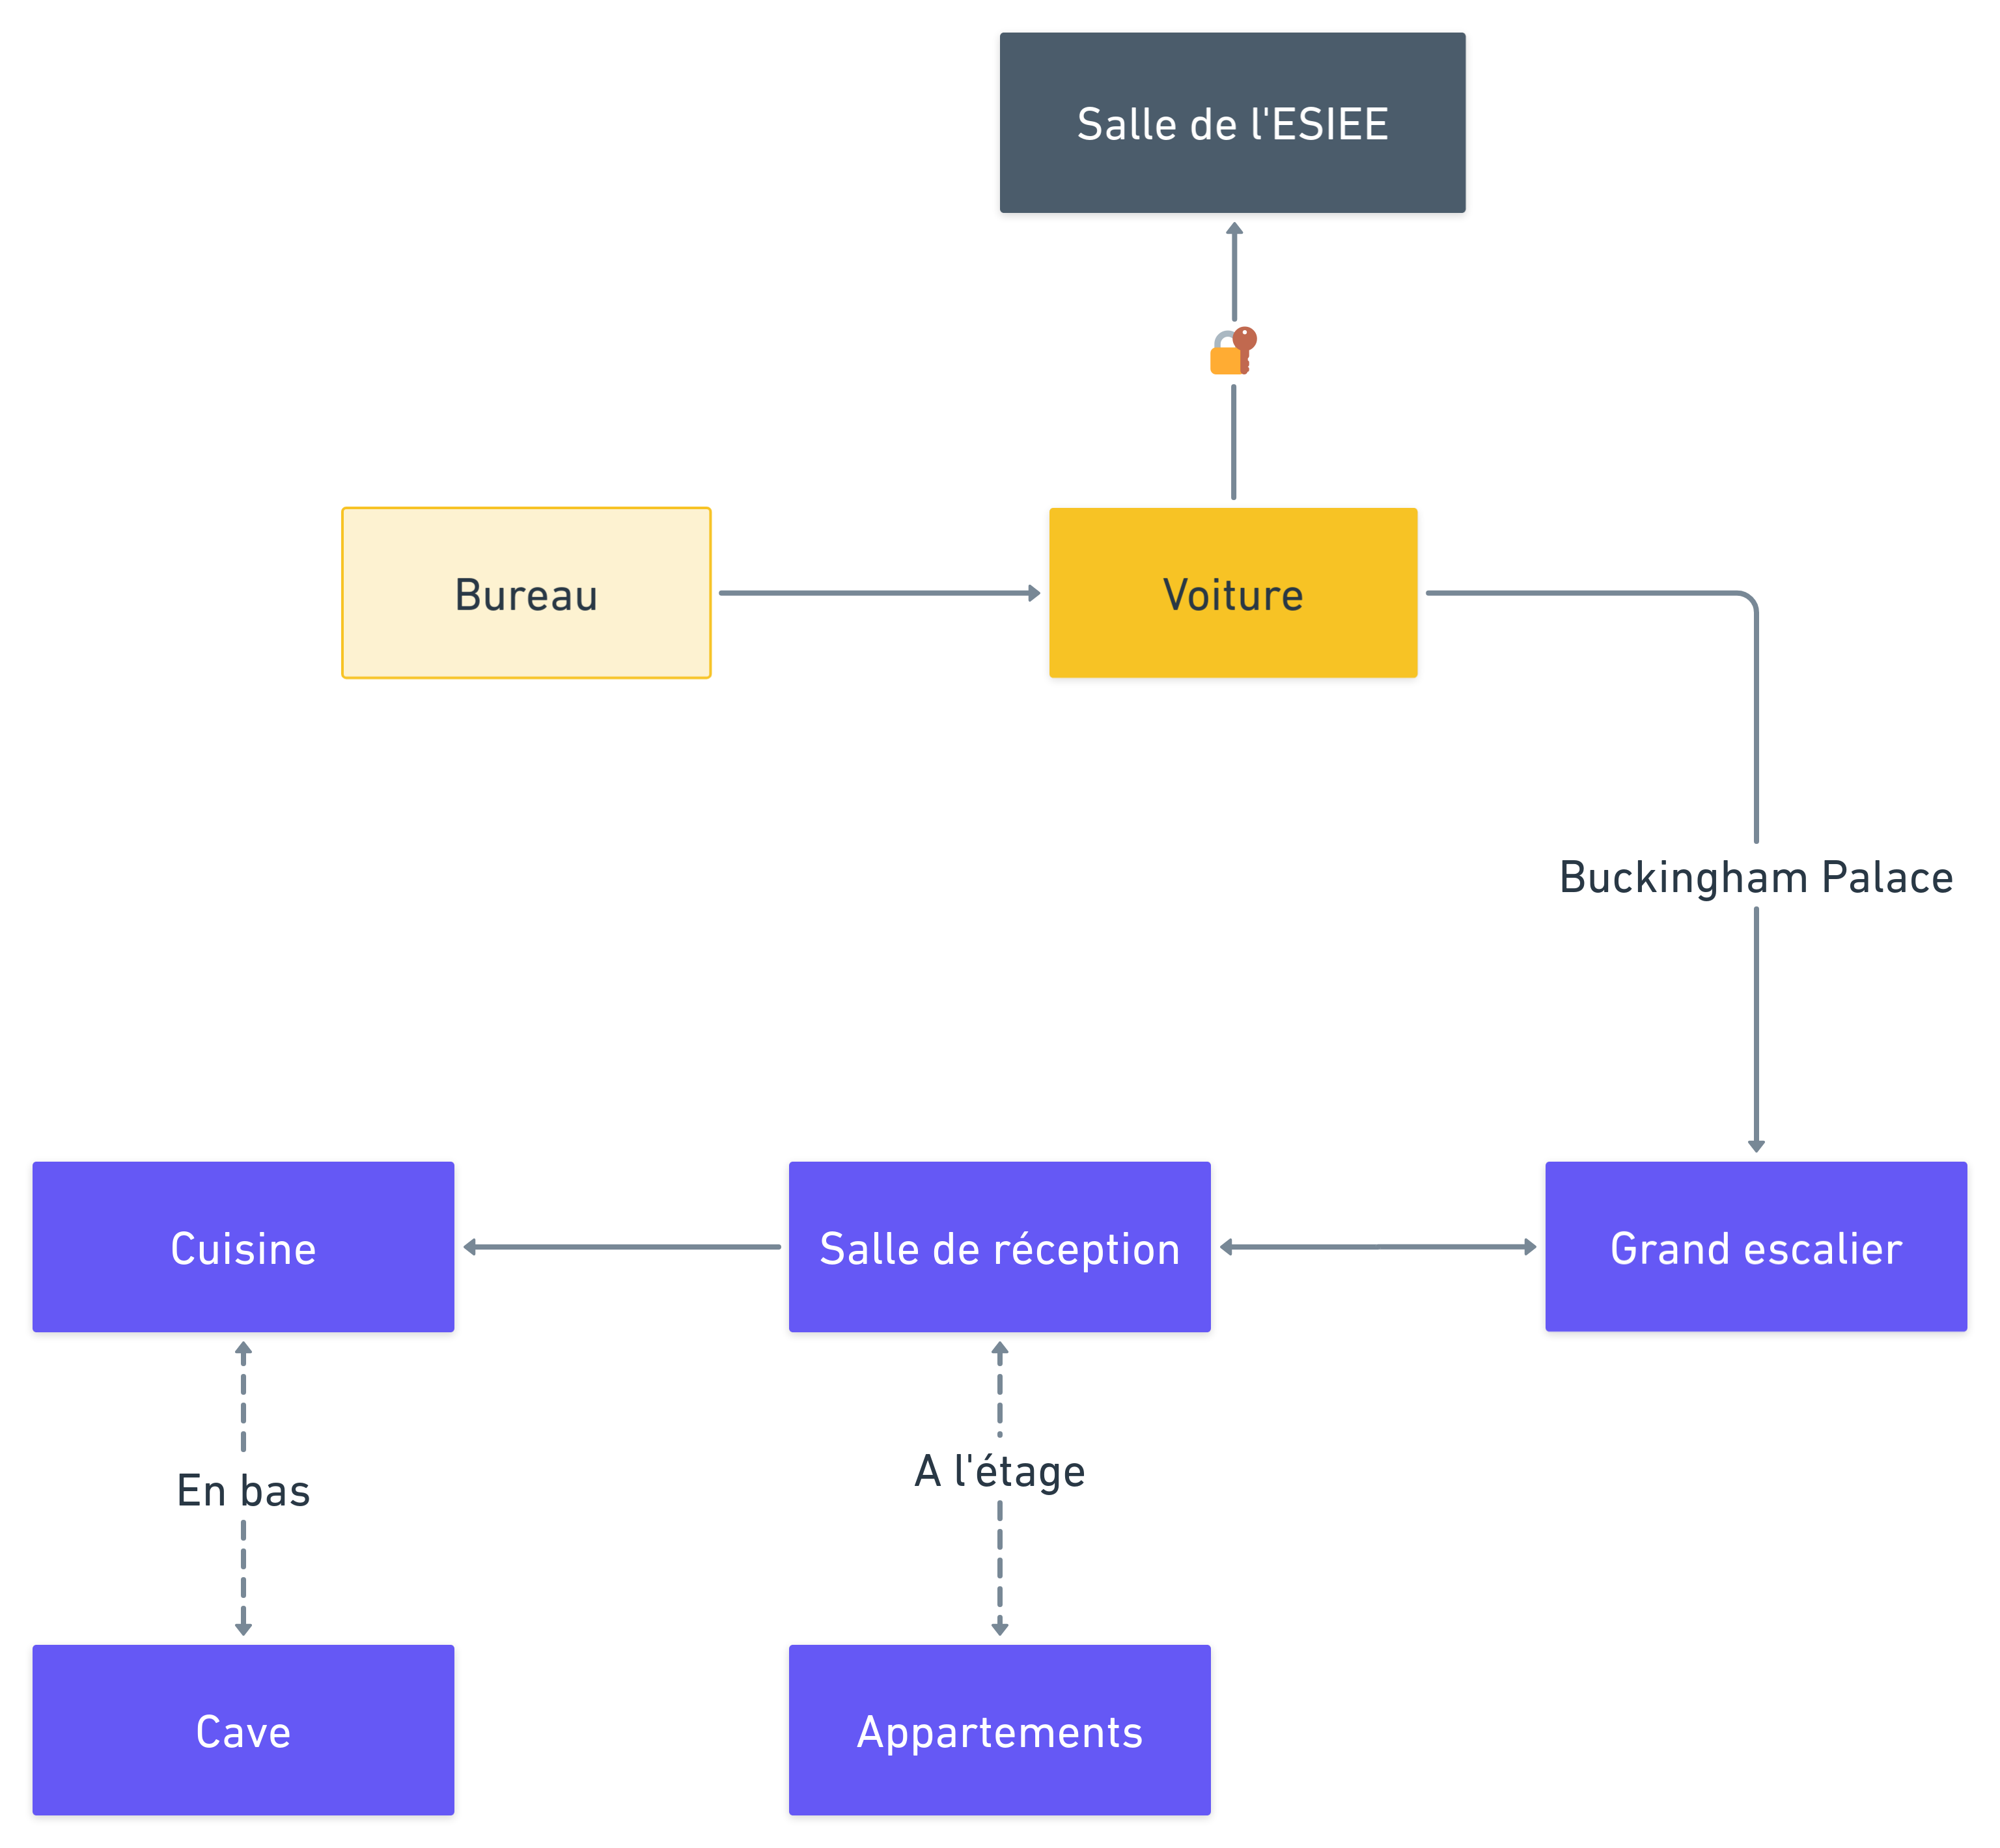 Salle de l'ESIEE
Bureau
Voiture
Buckingham Palace
Cuisine
Salle de réception
Grand escalier
A l'étage
En bas
Cave
Appartements